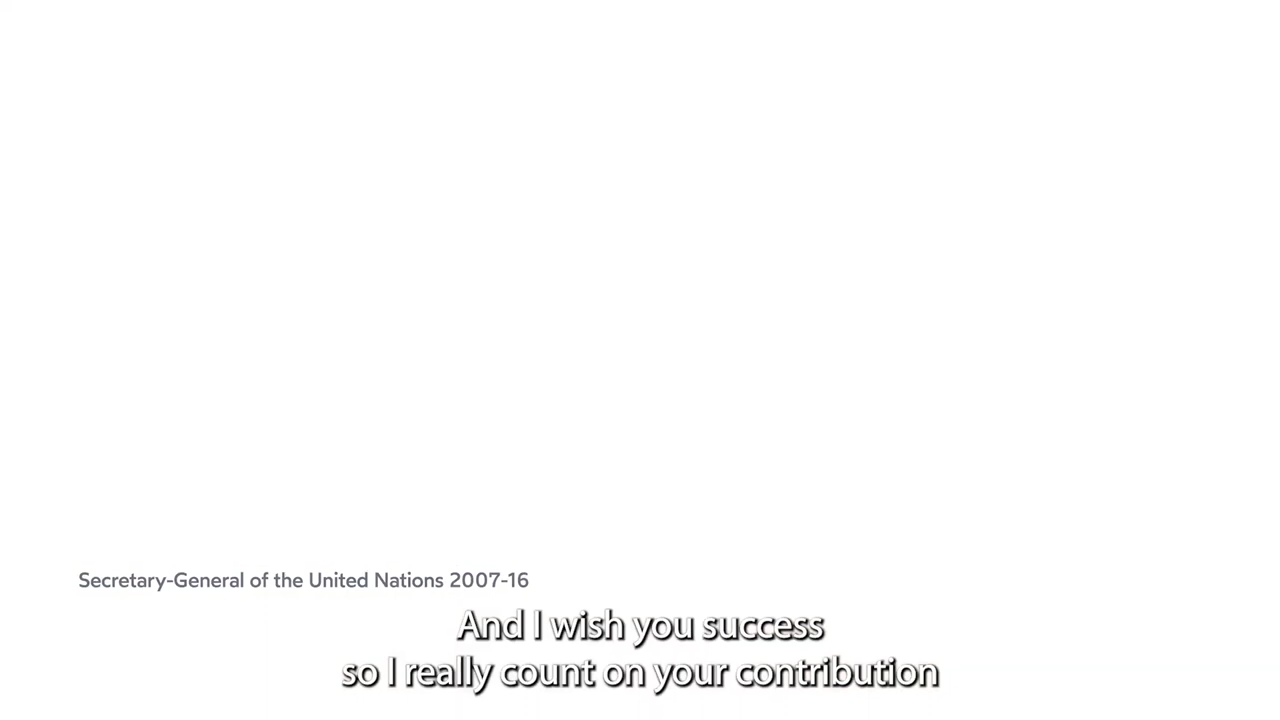 Secretary-General of the United Nations 2007-16
And I wish you success
so I really count on your contribution